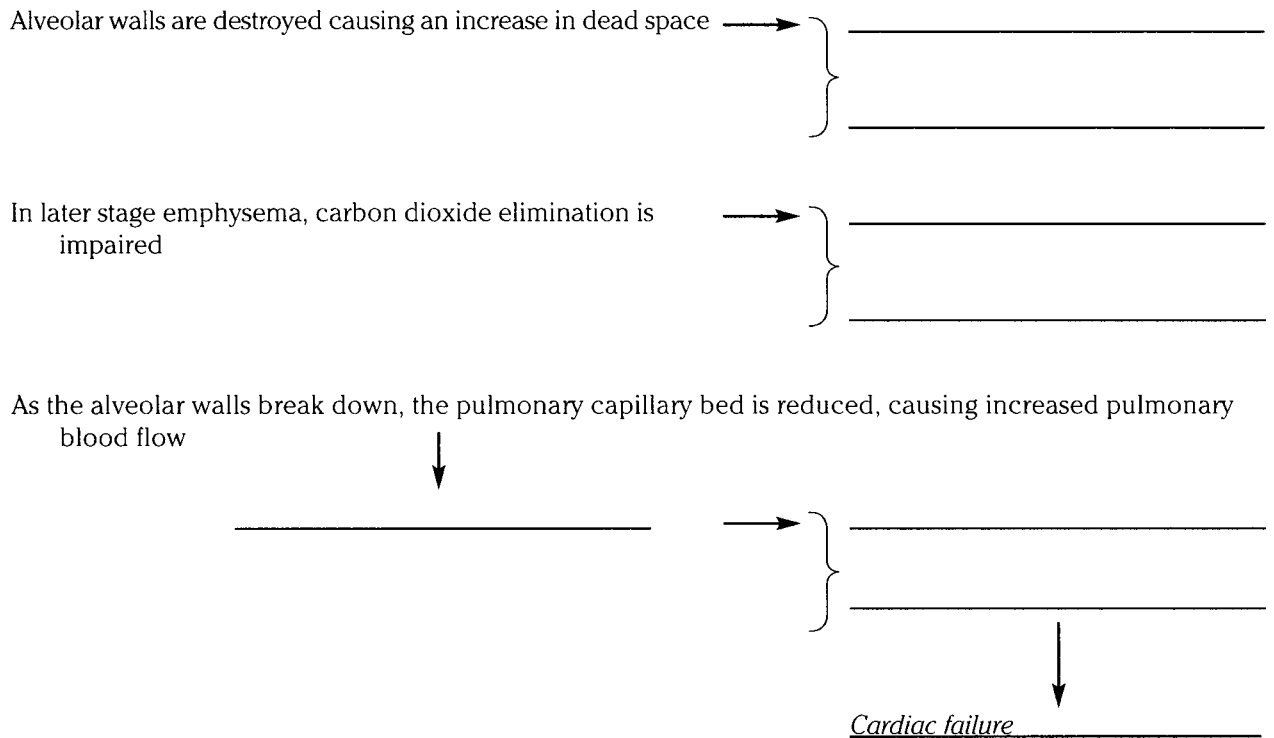 Alveolar walls are destroyed causing an increase in dead space
In later stage emphysema, carbon dioxide elimination is
impaired
As the alveolar walls break down, the pulmonary capillary bed is reduced, causing increased pulmonary
blood flow
Cardiac failure